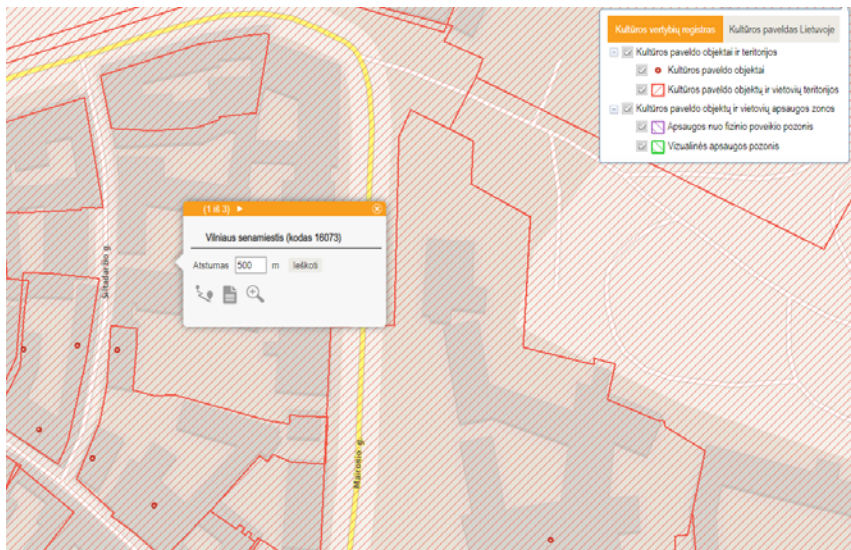 Kultūros vertybių registras
Kultūros paveldas Lietuvoje
Kultūros paveldo objektai ir teritorijos
Kultūros paveldo objektai
Kultūros paveldo objektų ir vietovių teritorijos
Kultūros paveldo objektų ir vietovių apsaugos zonos
Apsaugos nuo fizinio poveikio pozonis
Vizualinės apsaugos pozonis
(1 iš 3)
Vilniaus senamiestis (kodas 16073)
Atstumas 500 m Ieškoti
Šiltadaržio g.
Maironio g.